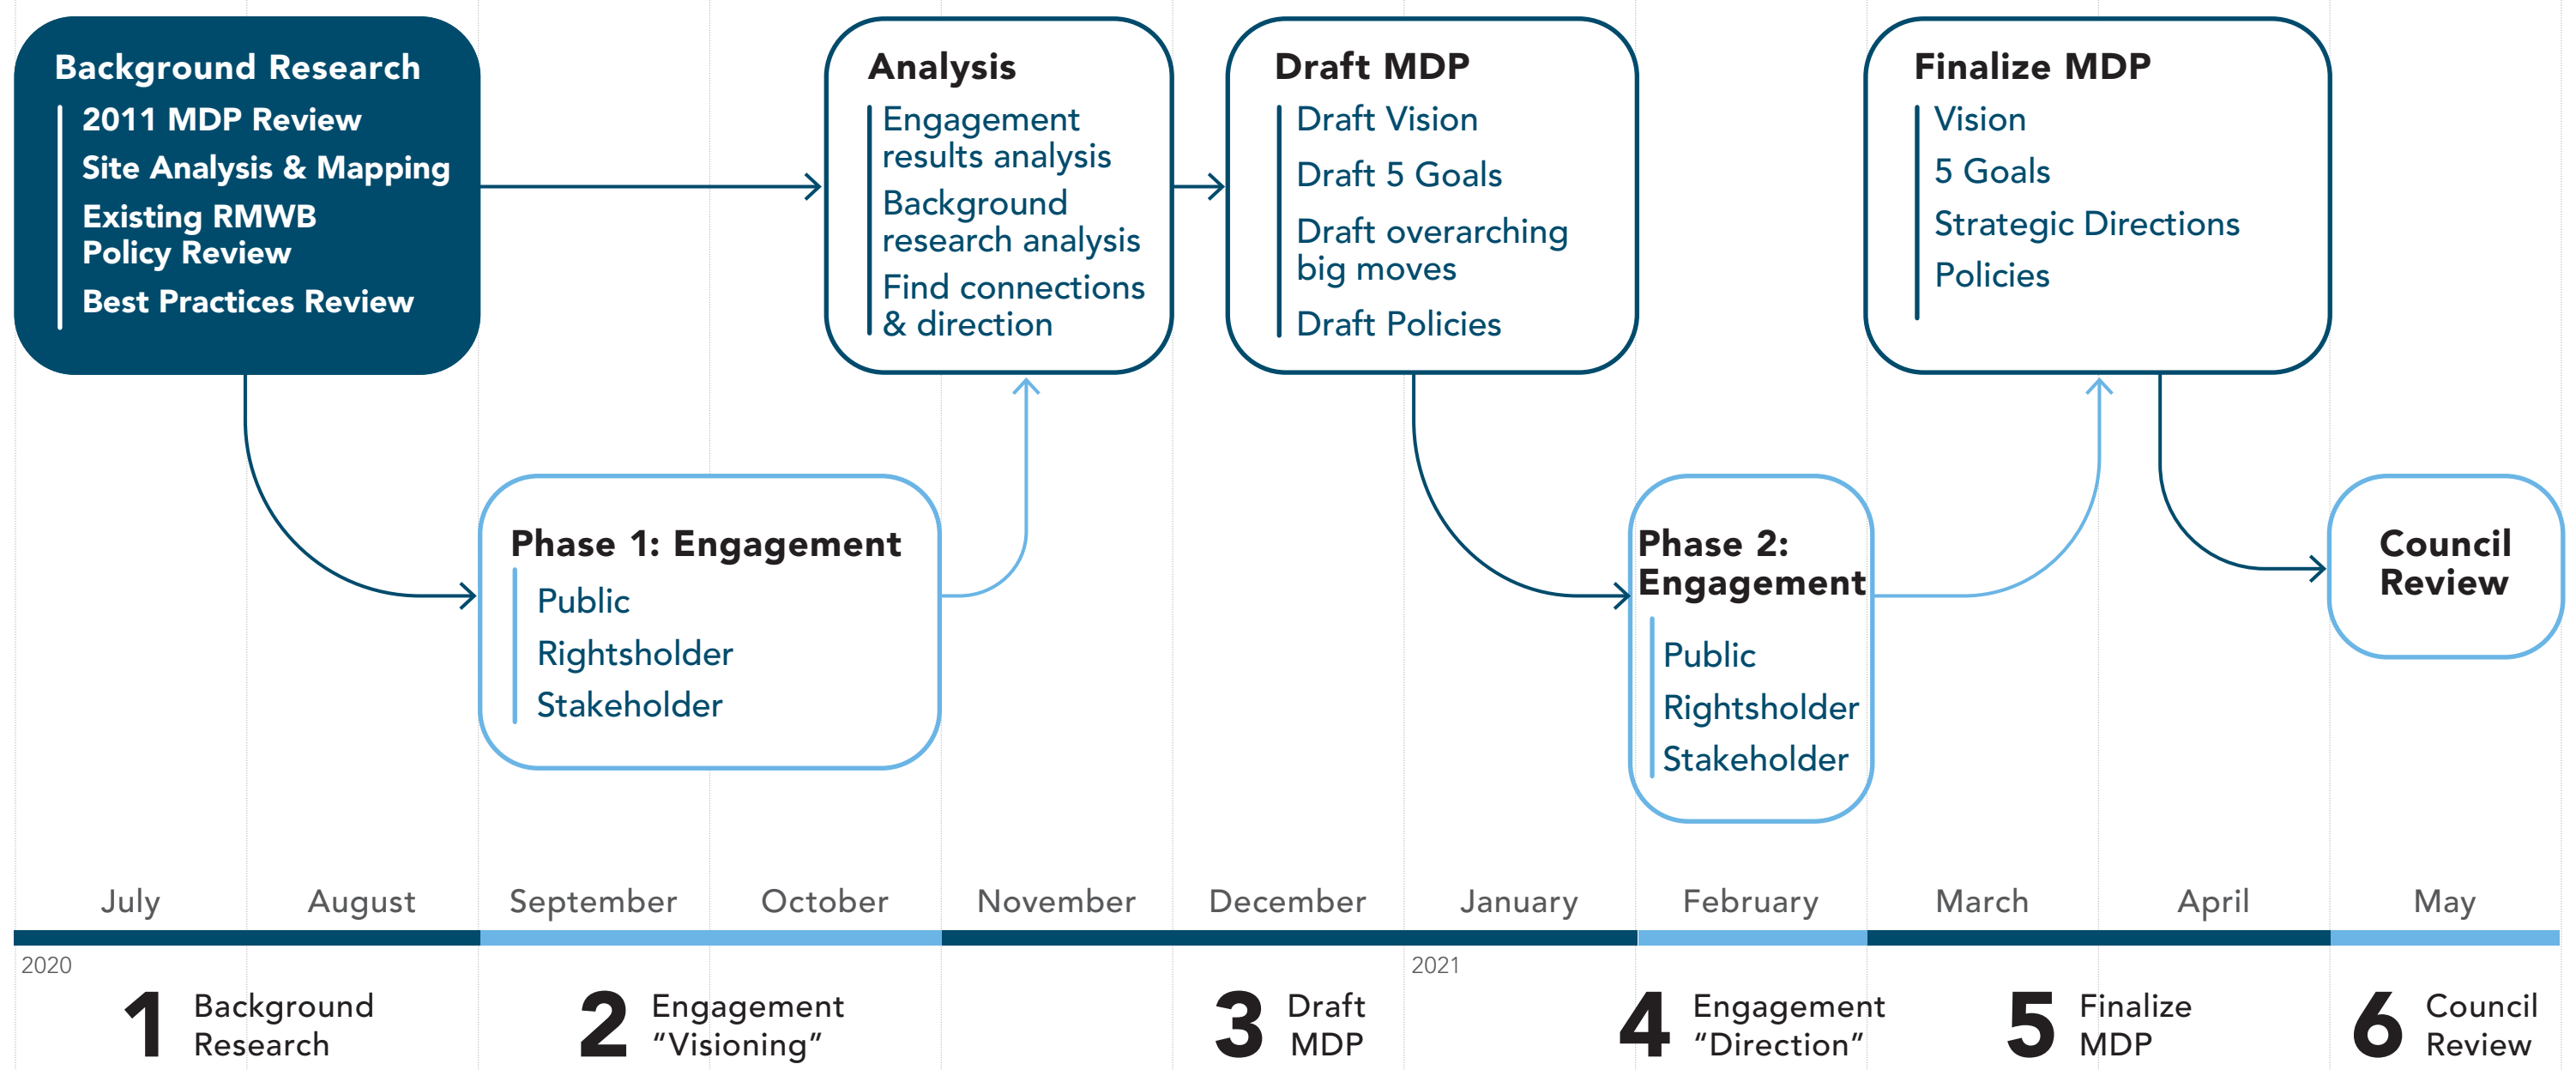 Background Research
2011 MDP Review
Site Analysis & Mapping
Existing RMWB
Policy Review
Best Practices Review
Analysis
Engagement
results analysis
Background
research analysis
Find connections
& direction
Draft MDP
Draft Vision
Draft 5 Goals
Draft overarching
big moves
Draft Policies
Finalize MDP
Vision
5 Goals
Strategic Directions
Policies
Phase 1: Engagement
Public
Rightsholder
Stakeholder
Phase 2:
Engagement
Public
Rightsholder
Stakeholder
Council
Review
July
August
September
October
November
December
January
February
March
April
May
2020
2021
1 Background
Research
2 Engagement
“Visioning”
3 Draft
MDP
4 Engagement
“Direction”
5 Finalize
MDP
6 Council
Review